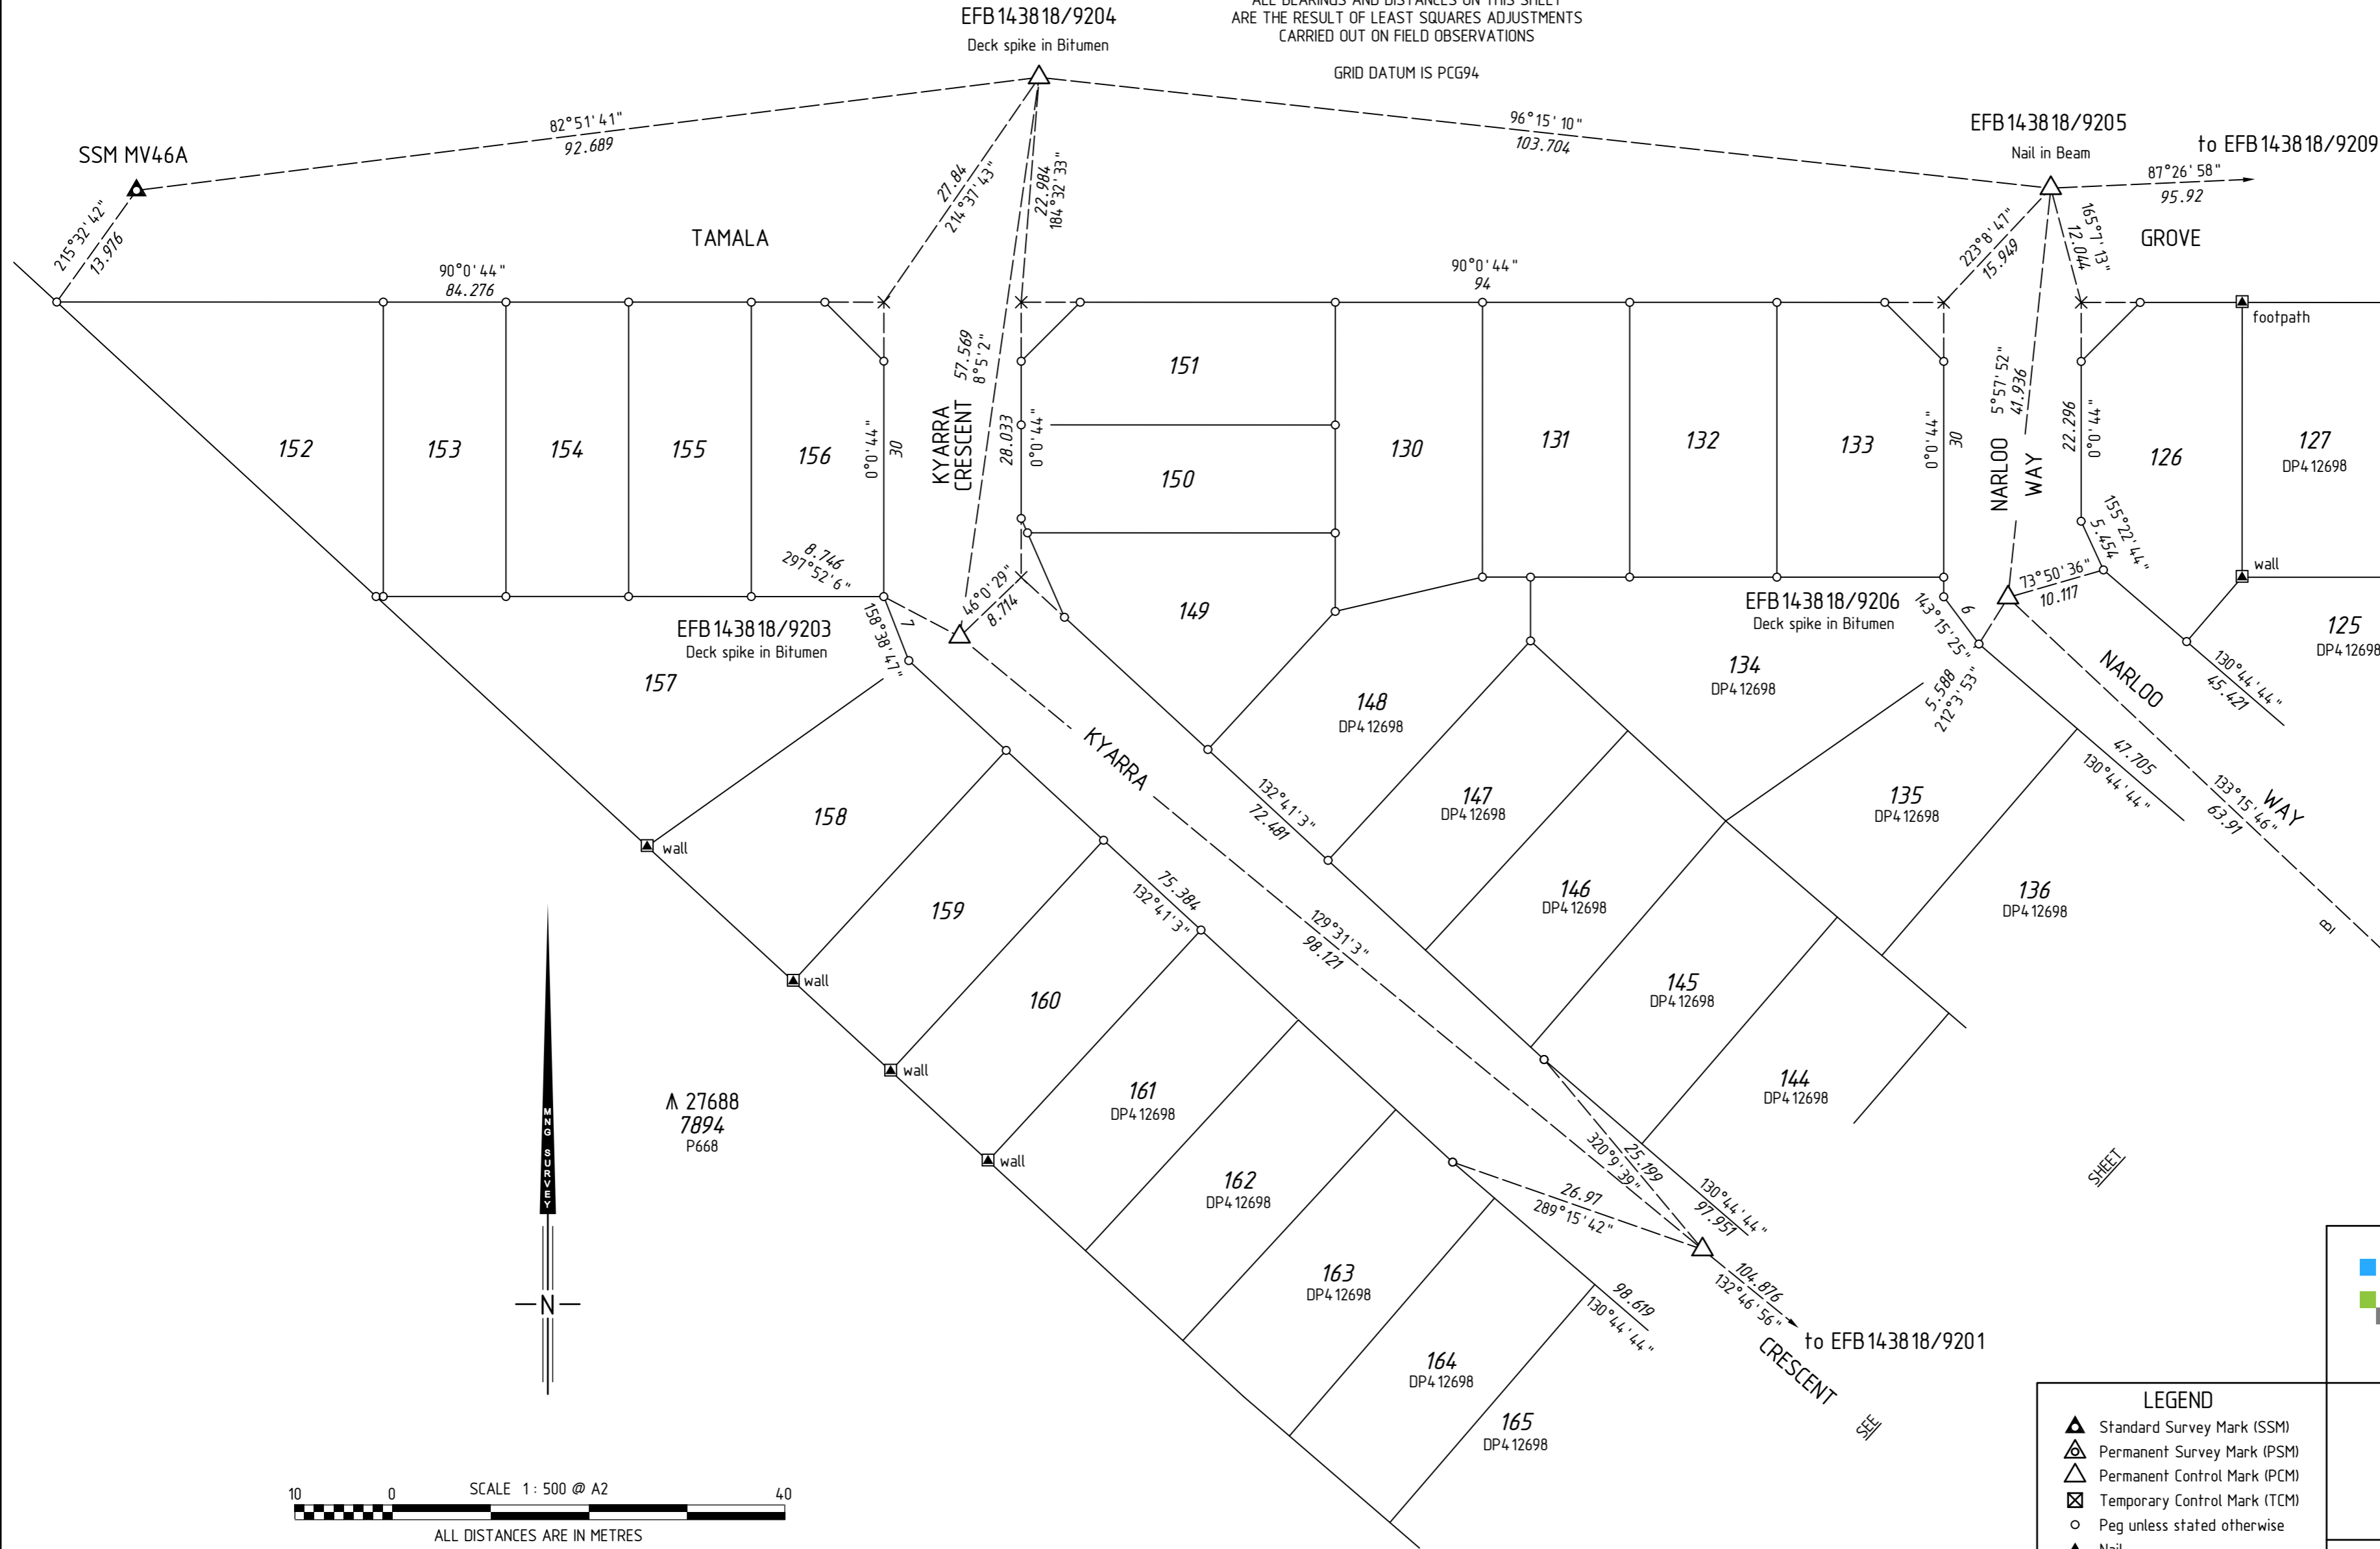 ALL BEARINGS AND DISTANCES ON THIS SHEET
ARE THE RESULT OF LEAST SQUARES ADJUSTMENTS
CARRIED OUT ON FIELD OBSERVATIONS
GRID DATUM IS PCG94
EFB143818/9204
Deck spike in Bitumen
SSM MV46A
82°51'41"
92.689
96°15'10"
103.704
EFB143818/9205
Nail in Beam
to EFB143818/9209
87°26'58"
95.92
215°32'42"
13.976
27.84
214°37'43"
22.984
184°32'33"
223°8'47"
15.949
165°7'13"
12.044
TAMALA
GROVE
90°0'44"
84.276
90°0'44"
94
footpath
57.569
8°5'2"
5°57'52"
41.936
151
152
153
154
155
156
0°0'44"
30
KYARRA
CRESCENT
28.033
0°0'44"
150
130
131
132
133
0°0'44"
30
NARLOO
WAY
22.296
0°0'44"
126
127
DP412698
155°22'44"
5.454
8.746
297°52'6"
46°0'29"
8.714
149
wall
73°50'36"
10.117
EFB143818/9203
Deck spike in Bitumen
158°38'47"
7
EFB143818/9206
Deck spike in Bitumen
143°15'25"
6
125
DP412698
157
134
DP412698
5.588
212°3'53"
NARLOO
130°44'44"
45.421
148
DP412698
KYARRA
158
wall
132°41'3"
72.481
147
DP412698
135
DP412698
47.705
130°44'44"
133°15'46"
63.91
WAY
159
75.384
132°41'3"
146
DP412698
136
DP412698
129°31'3"
98.121
wall
160
145
DP412698
wall
27688
7894
P668
161
DP412698
144
DP412698
wall
162
DP412698
320°9'39"
25.199
26.97
289°15'42"
130°44'44"
97.951
SHEET
163
DP412698
98.619
130°44'44"
104.876
132°46'56"
to EFB143818/9201
CRESCENT
SEE
164
DP412698
165
DP412698
MNG SURVEY
N
SCALE 1 : 500 @ A2
10 0 40
ALL DISTANCES ARE IN METRES
LEGEND
Standard Survey Mark (SSM)
Permanent Survey Mark (PSM)
Permanent Control Mark (PCM)
Temporary Control Mark (TCM)
Peg unless stated otherwise
Nail